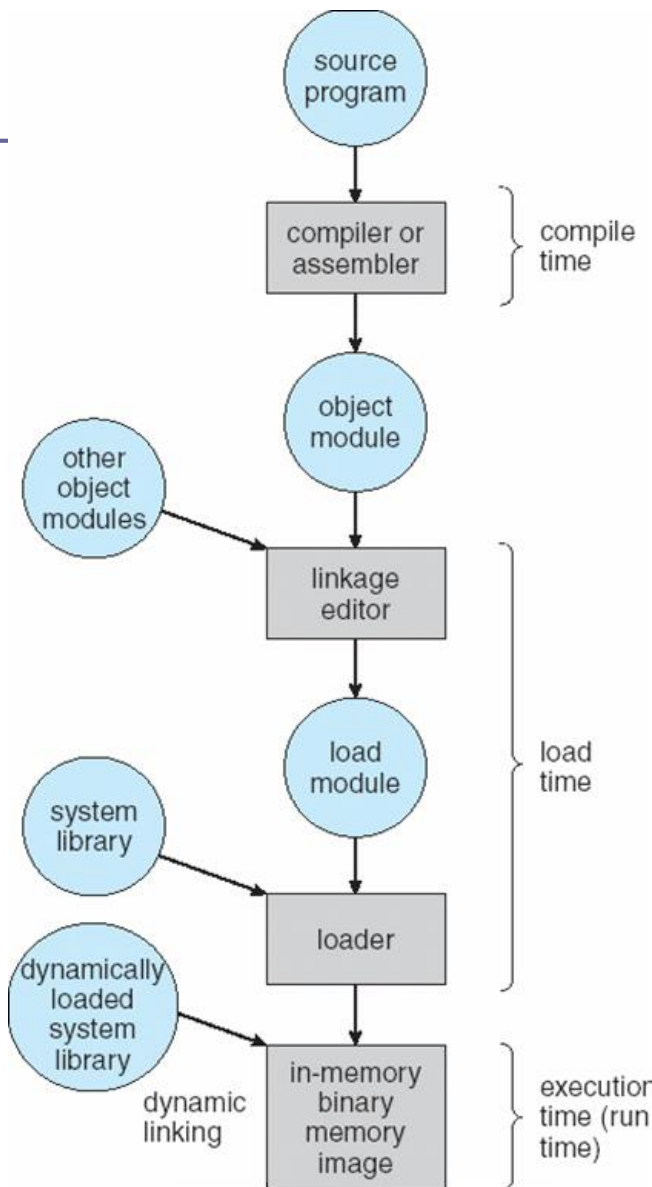 source
program
compiler or
assembler
compile
time
object
module
other
object
modules
linkage
editor
load
module
load
time
system
library
loader
dynamically
loaded
system
library
dynamic
linking
in-memory
binary
memory
image
execution
time (run
time)